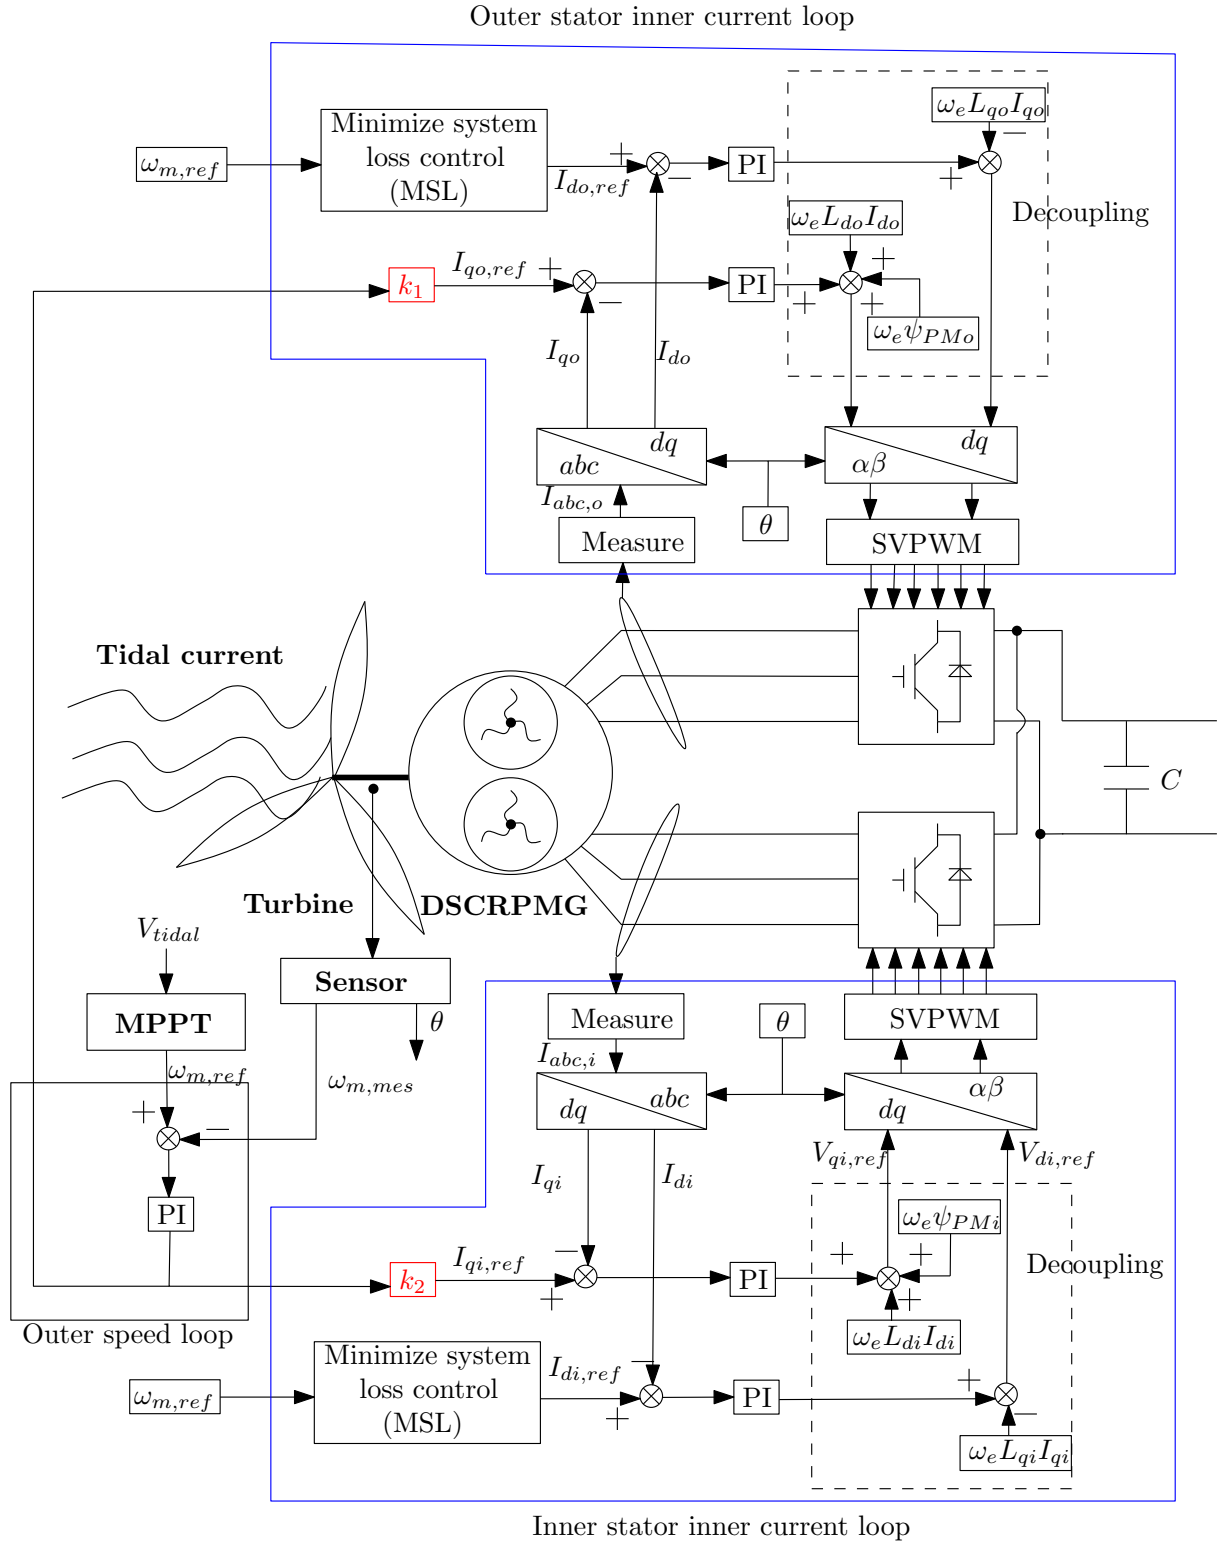 Outer stator inner current loop
ω_e L_{qo} I_{qo}
−
Minimize system
loss control
(MSL)
ω_{m,ref}
+
I_{do,ref}
−
PI
+
Decoupling
ω_e L_{do} I_{do}
k_1
I_{qo,ref}
+
−
PI
+
+
+
ω_e ψ_{PMo}
I_{qo}
I_{do}
dq
abc
dq
αβ
I_{abc,o}
θ
Measure
SVPWM
Tidal current
C
Turbine
DSCRPMG
V_{tidal}
Sensor
MPPT
θ
ω_{m,ref}
ω_{m,mes}
+
−
PI
Outer speed loop
Measure
θ
SVPWM
I_{abc,i}
abc
dq
αβ
dq
V_{qi,ref}
V_{di,ref}
I_{qi}
I_{di}
ω_e ψ_{PMi}
k_2
I_{qi,ref}
−
+
PI
+
+
+
Decoupling
ω_e L_{di} I_{di}
Minimize system
loss control
(MSL)
ω_{m,ref}
I_{di,ref}
−
+
PI
+
−
ω_e L_{qi} I_{qi}
Inner stator inner current loop